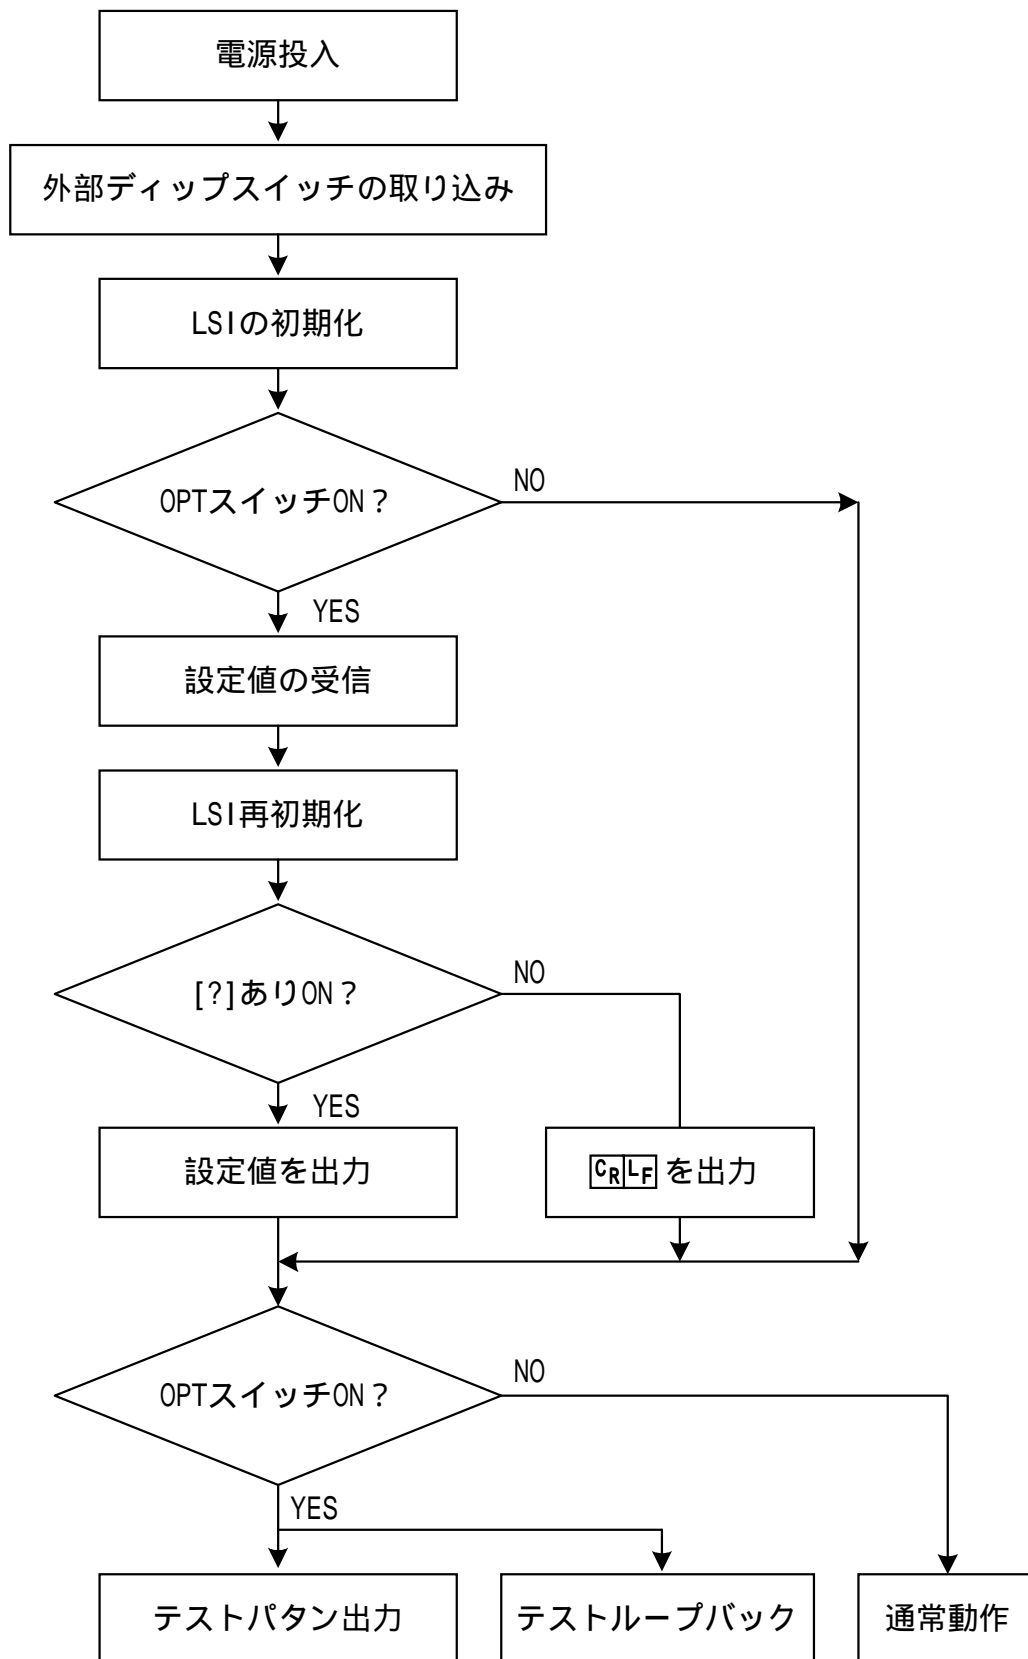 電源投入
外部ディップスイッチの取り込み
LSIの初期化
OPTスイッチON？
NO
YES
設定値の受信
LSI再初期化
[?]ありON？
NO
YES
設定値を出力
CRLFを出力
OPTスイッチON？
NO
YES
テストパタン出力
テストループバック
通常動作